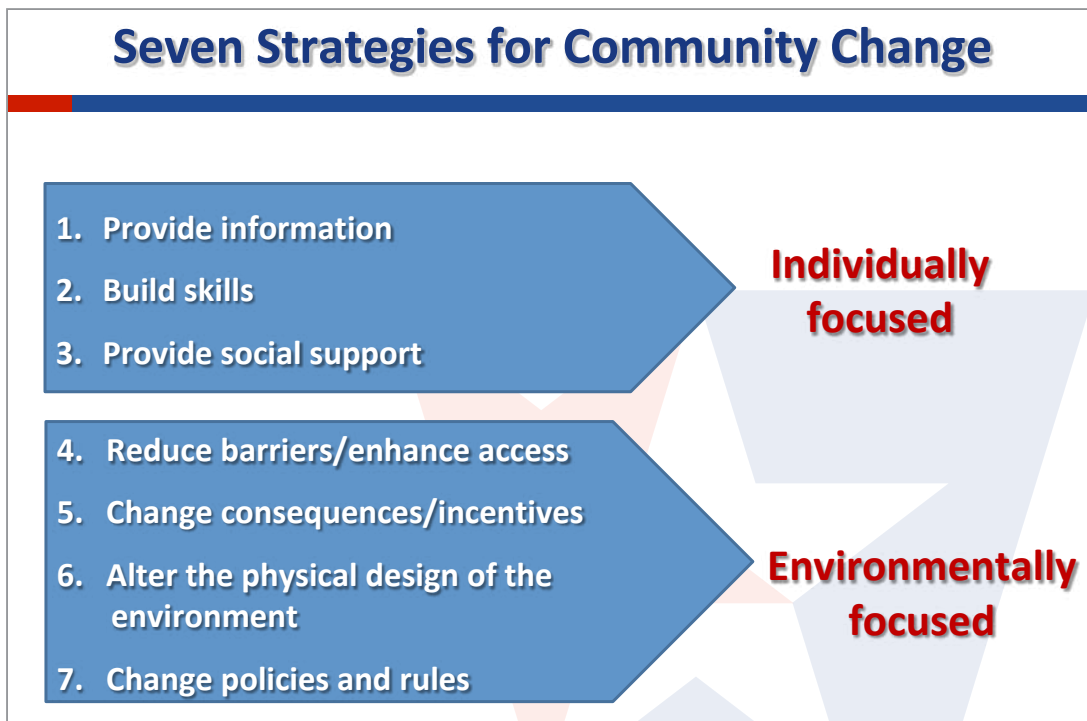 Seven Strategies for Community Change
1. Provide information
2. Build skills
3. Provide social support
Individually
focused
4. Reduce barriers/enhance access
5. Change consequences/incentives
6. Alter the physical design of the
environment
7. Change policies and rules
Environmentally
focused